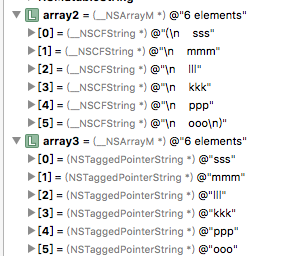 array2 = (__NSArrayM *) @"6 elements"
[0] = (__NSCFString *) @"(\n    sss"
[1] = (__NSCFString *) @"\n    mmm"
[2] = (__NSCFString *) @"\n    lll"
[3] = (__NSCFString *) @"\n    kkk"
[4] = (__NSCFString *) @"\n    ppp"
[5] = (__NSCFString *) @"\n    ooo\n)"
array3 = (__NSArrayM *) @"6 elements"
[0] = (NSTaggedPointerString *) @"sss"
[1] = (NSTaggedPointerString *) @"mmm"
[2] = (NSTaggedPointerString *) @"lll"
[3] = (NSTaggedPointerString *) @"kkk"
[4] = (NSTaggedPointerString *) @"ppp"
[5] = (NSTaggedPointerString *) @"ooo"